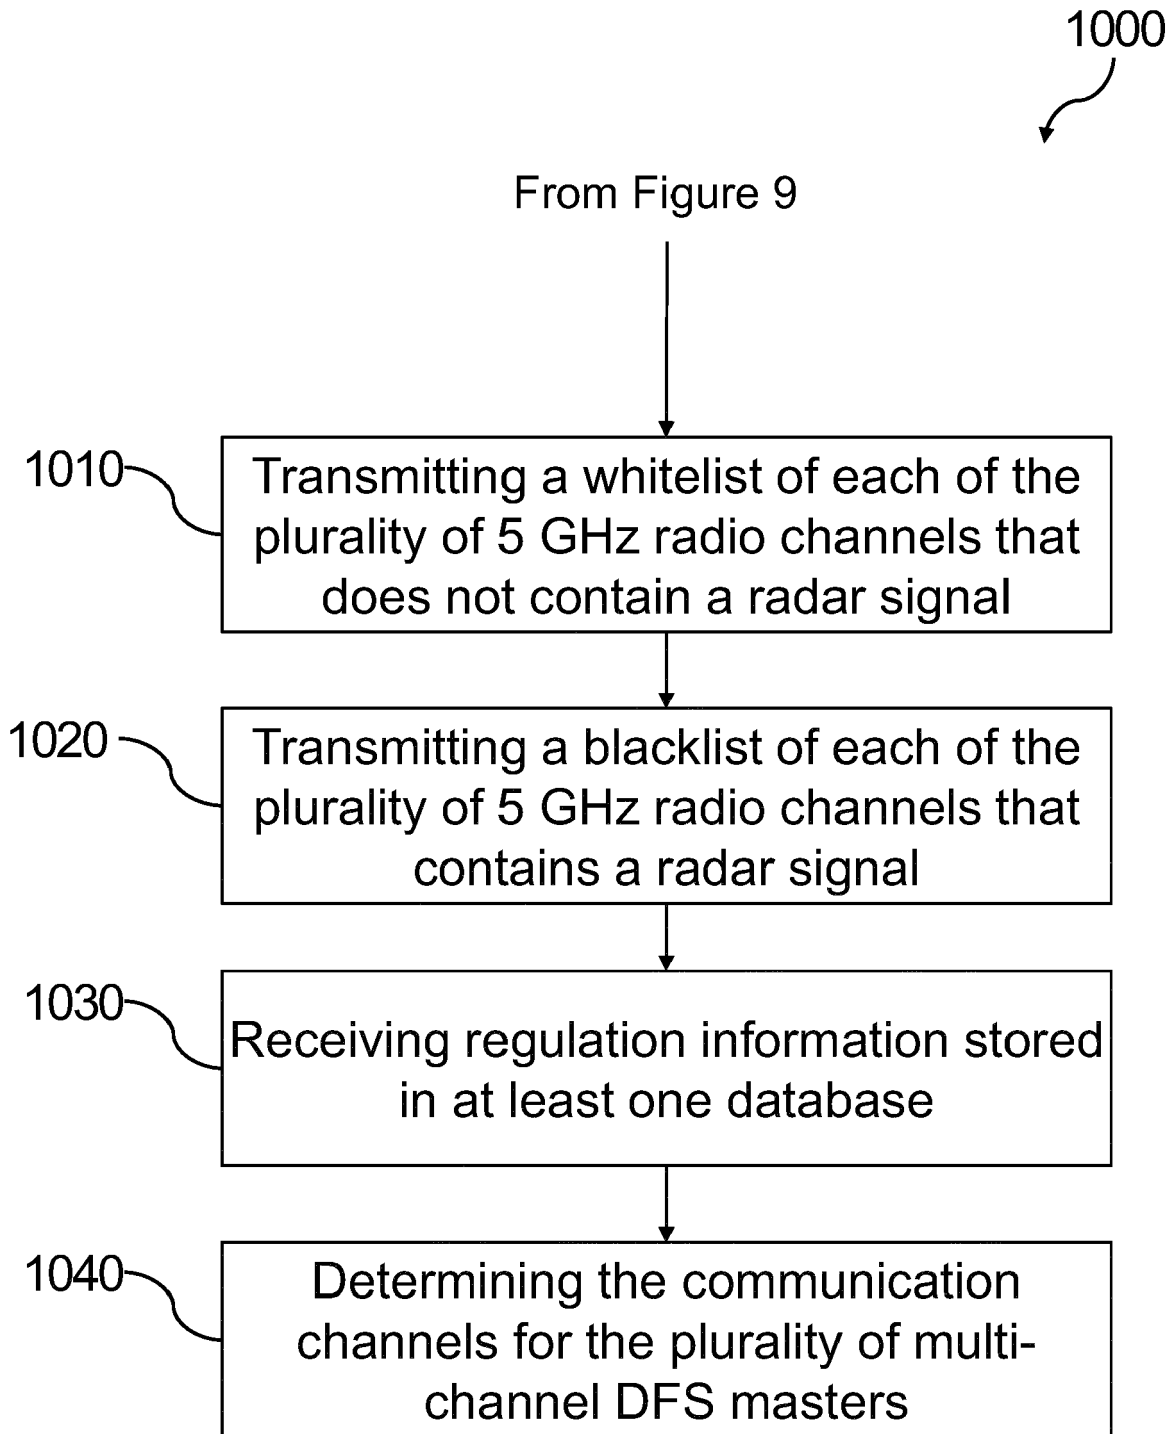 1000
From Figure 9
1010
Transmitting a whitelist of each of the
plurality of 5 GHz radio channels that
does not contain a radar signal
1020
Transmitting a blacklist of each of the
plurality of 5 GHz radio channels that
contains a radar signal
1030
Receiving regulation information stored
in at least one database
1040
Determining the communication
channels for the plurality of multi-
channel DFS masters